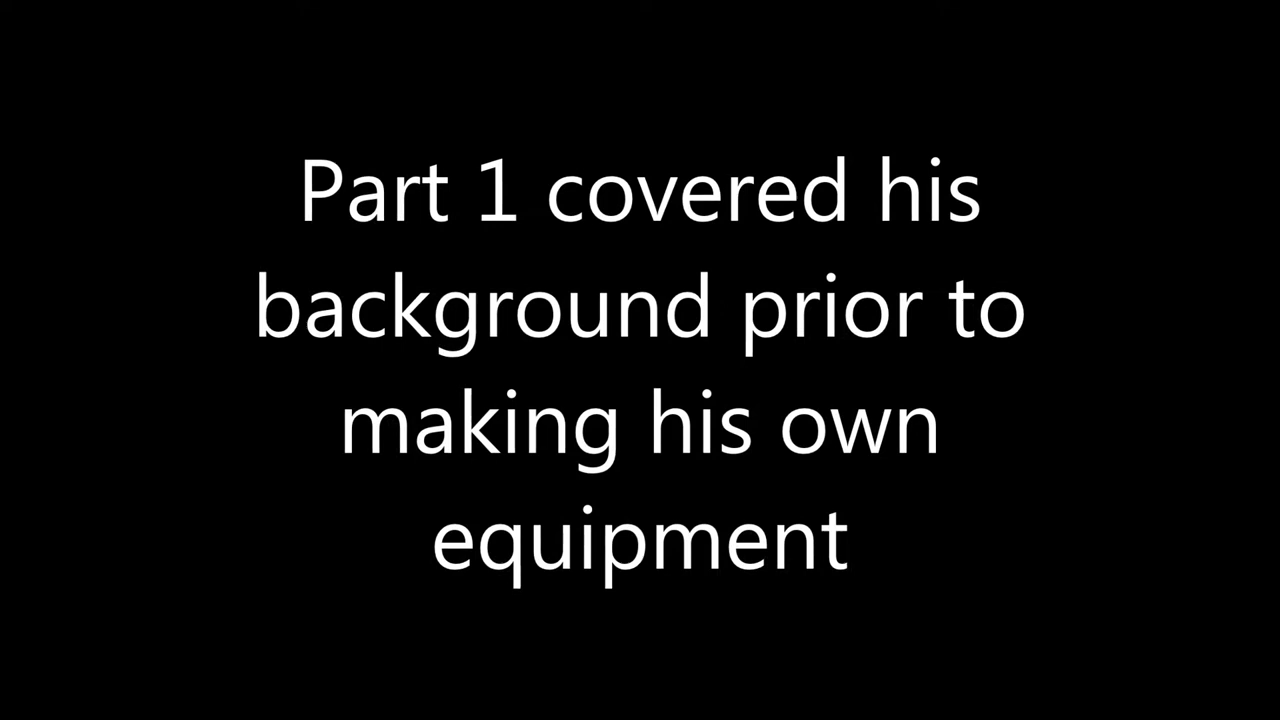 Part 1 covered his
background prior to
making his own
equipment